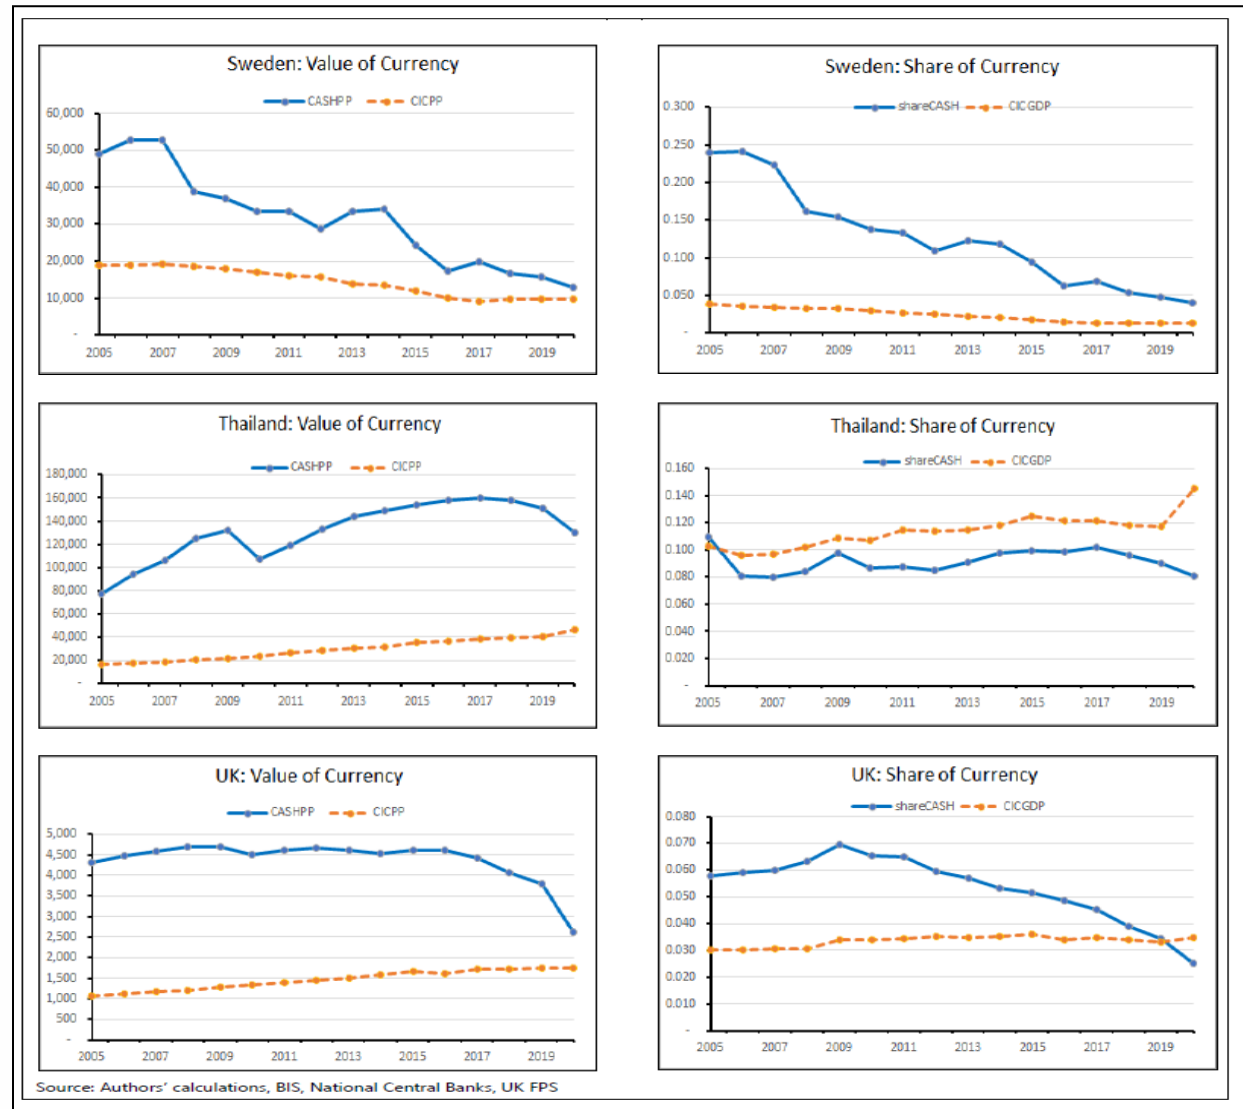 Sweden: Value of Currency
CASHPP CICPP
60,000
50,000
40,000
30,000
20,000
10,000
-
2005 2007 2009 2011 2013 2015 2017 2019
Sweden: Share of Currency
shareCASH CICGDP
0.300
0.250
0.200
0.150
0.100
0.050
-
2005 2007 2009 2011 2013 2015 2017 2019
Thailand: Value of Currency
CASHPP CICPP
180,000
160,000
140,000
120,000
100,000
80,000
60,000
40,000
20,000
-
2005 2007 2009 2011 2013 2015 2017 2019
Thailand: Share of Currency
shareCASH CICGDP
0.160
0.140
0.120
0.100
0.080
0.060
0.040
0.020
-
2005 2007 2009 2011 2013 2015 2017 2019
UK: Value of Currency
CASHPP CICPP
5,000
4,500
4,000
3,500
3,000
2,500
2,000
1,500
1,000
500
-
2005 2007 2009 2011 2013 2015 2017 2019
UK: Share of Currency
shareCASH CICGDP
0.080
0.070
0.060
0.050
0.040
0.030
0.020
0.010
-
2005 2007 2009 2011 2013 2015 2017 2019
Source: Authors' calculations, BIS, National Central Banks, UK FPS